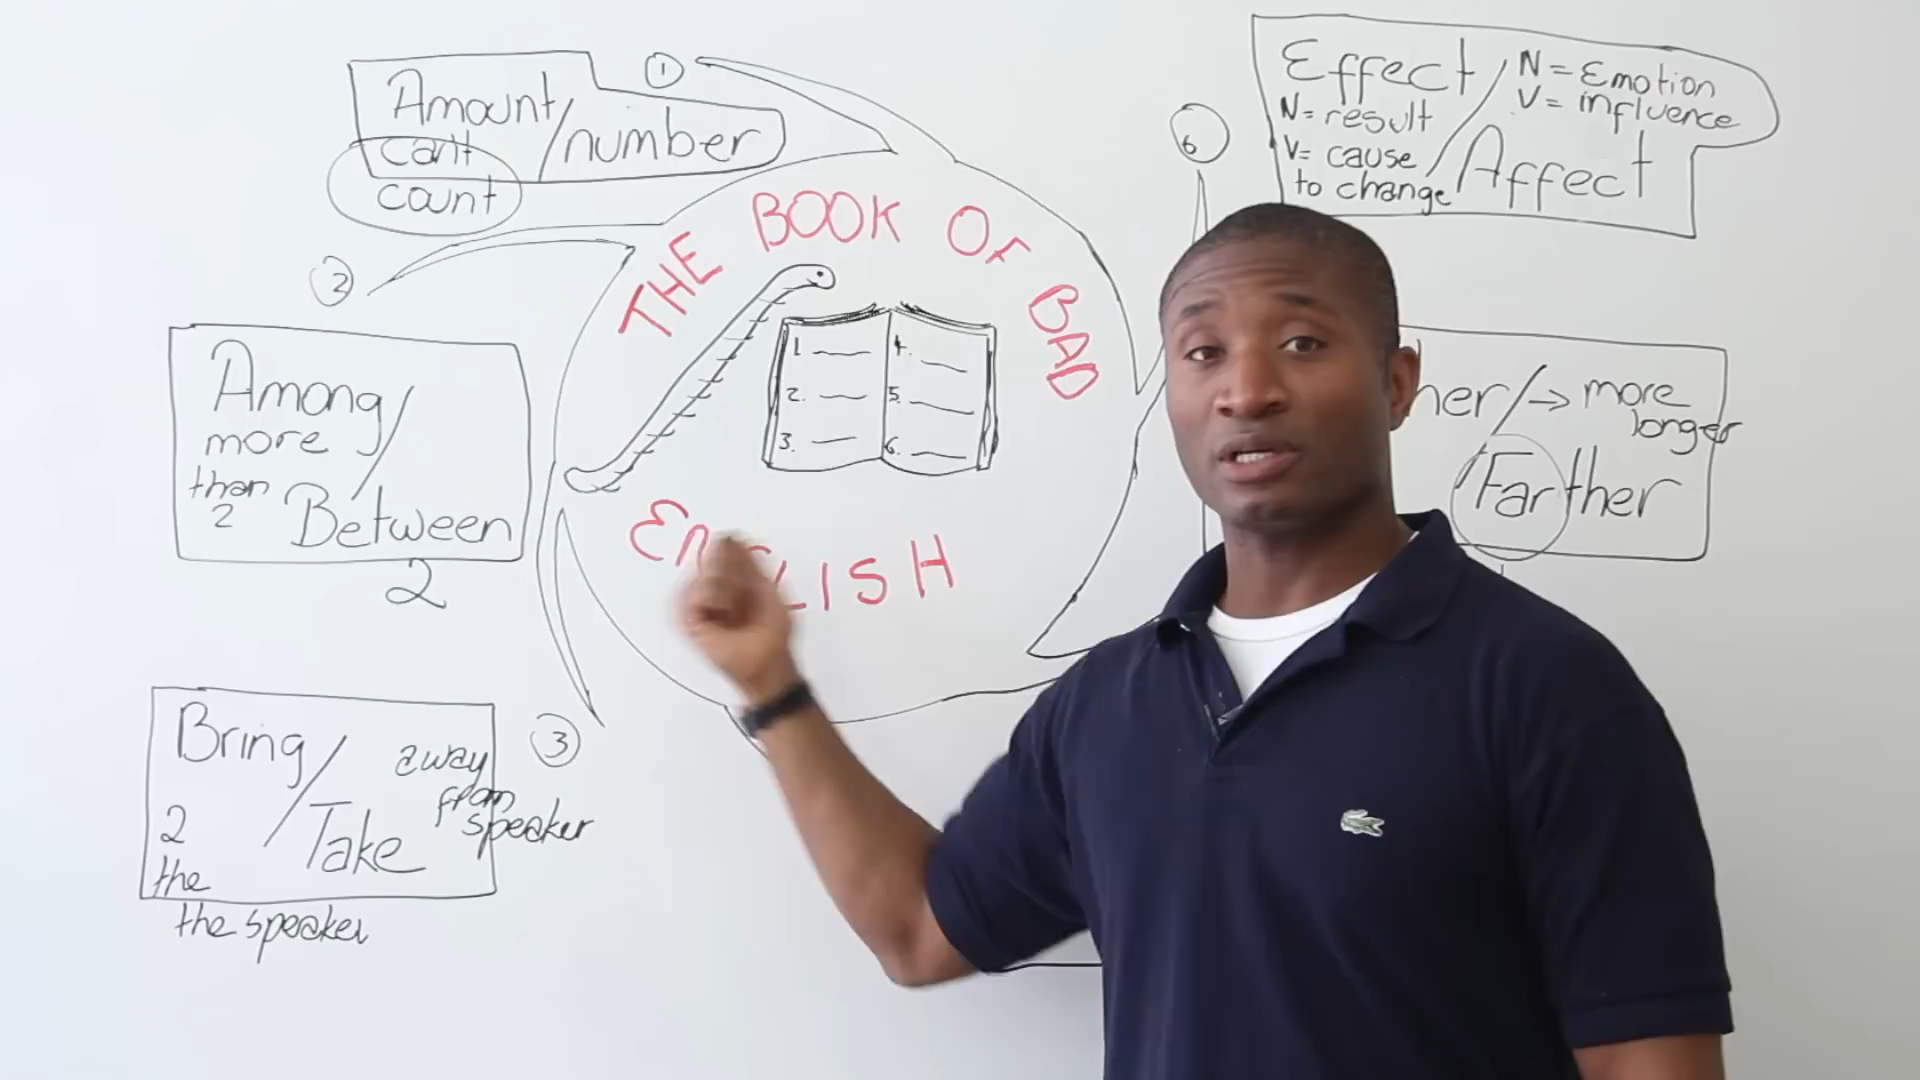 1
Amount / number
can't
count
2
Among /
more
than
2
Between
2
3
Bring / Take
away
from
speaker
2
the
the speaker
THE BOOK OF BAD
ENGLISH
1.
2.
3.
4.
5.
6.
6
Effect /
N = result
V = cause
to change
N = Emotion
V = influence
Affect
her / → more
longer
Farther